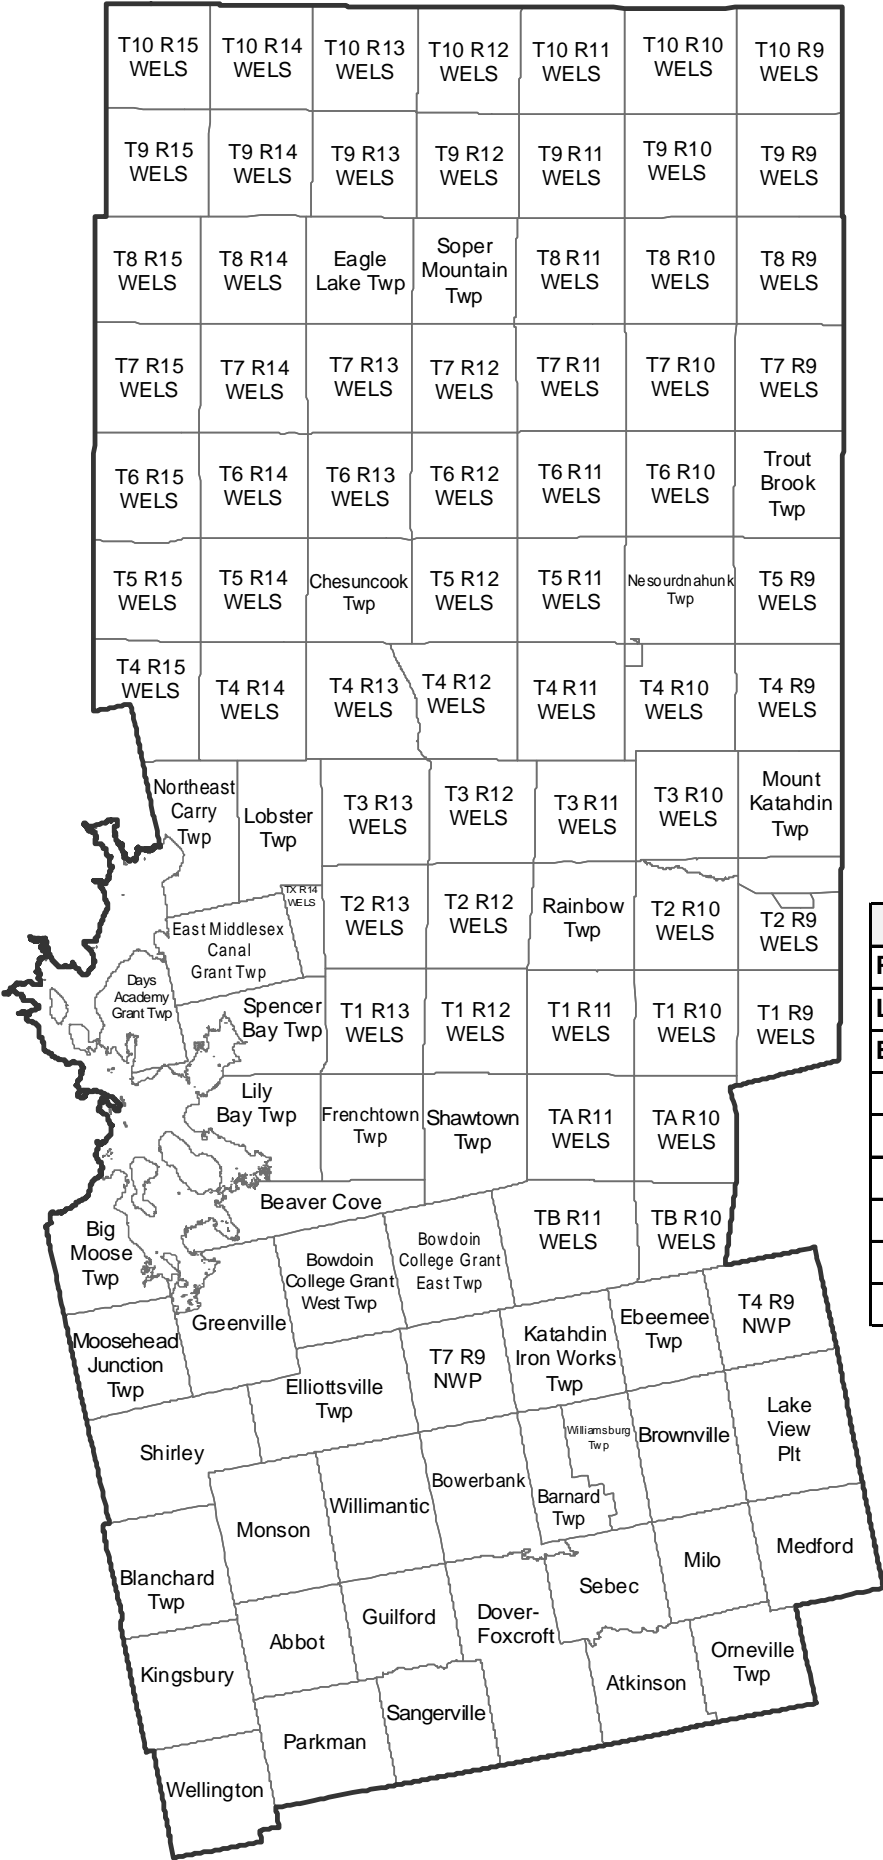 T10 R15
WELS
T10 R14
WELS
T10 R13
WELS
T10 R12
WELS
T10 R11
WELS
T10 R10
WELS
T10 R9
WELS
T9 R15
WELS
T9 R14
WELS
T9 R13
WELS
T9 R12
WELS
T9 R11
WELS
T9 R10
WELS
T9 R9
WELS
T8 R15
WELS
T8 R14
WELS
Eagle
Lake Twp
Soper
Mountain
Twp
T8 R11
WELS
T8 R10
WELS
T8 R9
WELS
T7 R15
WELS
T7 R14
WELS
T7 R13
WELS
T7 R12
WELS
T7 R11
WELS
T7 R10
WELS
T7 R9
WELS
T6 R15
WELS
T6 R14
WELS
T6 R13
WELS
T6 R12
WELS
T6 R11
WELS
T6 R10
WELS
Trout
Brook
Twp
T5 R15
WELS
T5 R14
WELS
Chesuncook
Twp
T5 R12
WELS
T5 R11
WELS
Nesourdnahunk
Twp
T5 R9
WELS
T4 R15
WELS
T4 R14
WELS
T4 R13
WELS
T4 R12
WELS
T4 R11
WELS
T4 R10
WELS
T4 R9
WELS
Northeast
Carry
Twp
Lobster
Twp
T3 R13
WELS
T3 R12
WELS
T3 R11
WELS
T3 R10
WELS
Mount
Katahdin
Twp
TX R14
WELS
T2 R13
WELS
T2 R12
WELS
Rainbow
Twp
T2 R10
WELS
T2 R9
WELS
East Middlesex
Canal
Grant Twp
Days
Academy
Grant Twp
Spencer
Bay Twp
T1 R13
WELS
T1 R12
WELS
T1 R11
WELS
T1 R10
WELS
T1 R9
WELS
Lily
Bay Twp
Frenchtown
Twp
Shawtown
Twp
TA R11
WELS
TA R10
WELS
Beaver Cove
Big
Moose
Twp
Bowdoin
College Grant
West Twp
Bowdoin
College Grant
East Twp
TB R11
WELS
TB R10
WELS
Moosehead
Junction
Twp
Greenville
Elliottsville
Twp
T7 R9
NWP
Katahdin
Iron Works
Twp
Ebeemee
Twp
T4 R9
NWP
Shirley
Williamsburg
Twp
Brownville
Lake
View
Plt
Monson
Willimantic
Bowerbank
Barnard
Twp
Blanchard
Twp
Abbot
Guilford
Dover-
Foxcroft
Sebec
Milo
Medford
Kingsbury
Parkman
Sangerville
Atkinson
Orneville
Twp
Wellington